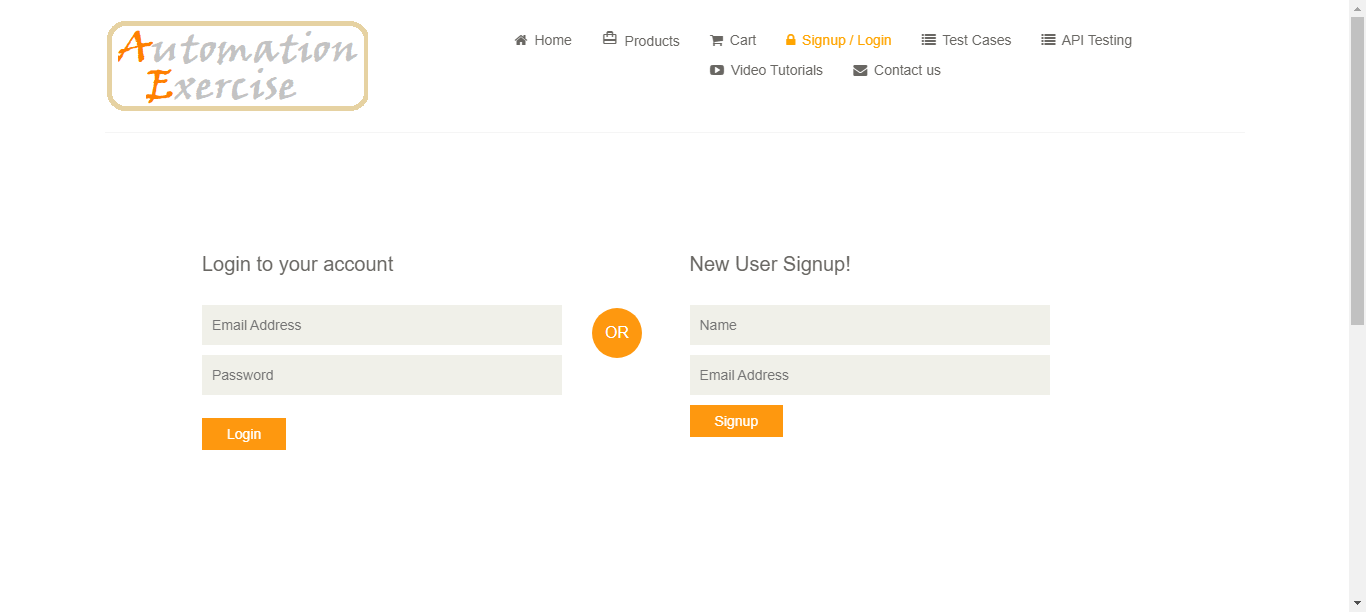 Automation
Exercise
Home Products Cart Signup / Login Test Cases API Testing
Video Tutorials Contact us
Login to your account
Email Address
Password
Login
OR
New User Signup!
Name
Email Address
Signup